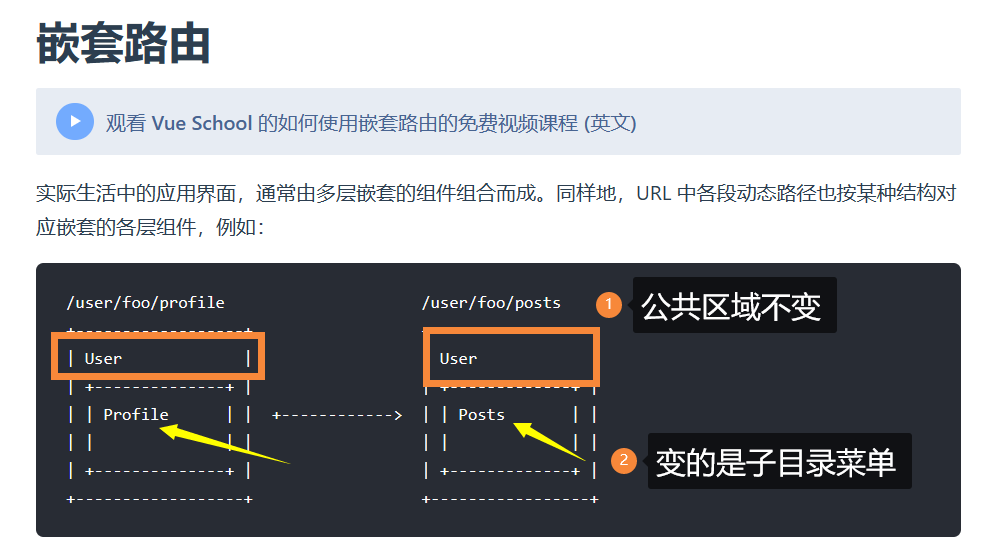 嵌套路由
观看 Vue School 的如何使用嵌套路由的免费视频课程 (英文)
实际生活中的应用界面，通常由多层嵌套的组件组合而成。同样地，URL 中各段动态路径也按某种结构对
应嵌套的各层组件，例如：
/user/foo/profile                     /user/foo/posts
1 公共区域不变
+------------------+                  +-----------------+
| User             |                  | User            |
| +--------------+ |                  | +-------------+ |
| | Profile      | |  +------------>  | | Posts       | |
| |              | |                  | |             | |
| +--------------+ |                  | +-------------+ |
+------------------+                  +-----------------+
2 变的是子目录菜单